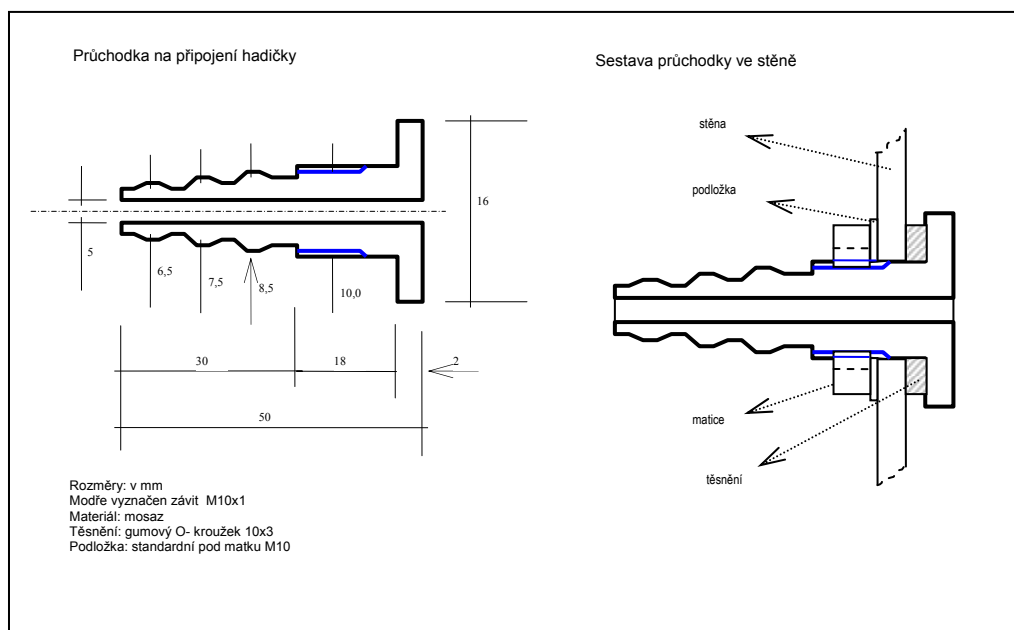 Průchodka na připojení hadičky
16
5
6,5
7,5
8,5
10,0
30
18
2
50
Rozměry: v mm
Modře vyznačen závit M10x1
Materiál: mosaz
Těsnění: gumový O- kroužek 10x3
Podložka: standardní pod matku M10
Sestava průchodky ve stěně
stěna
podložka
matice
těsnění